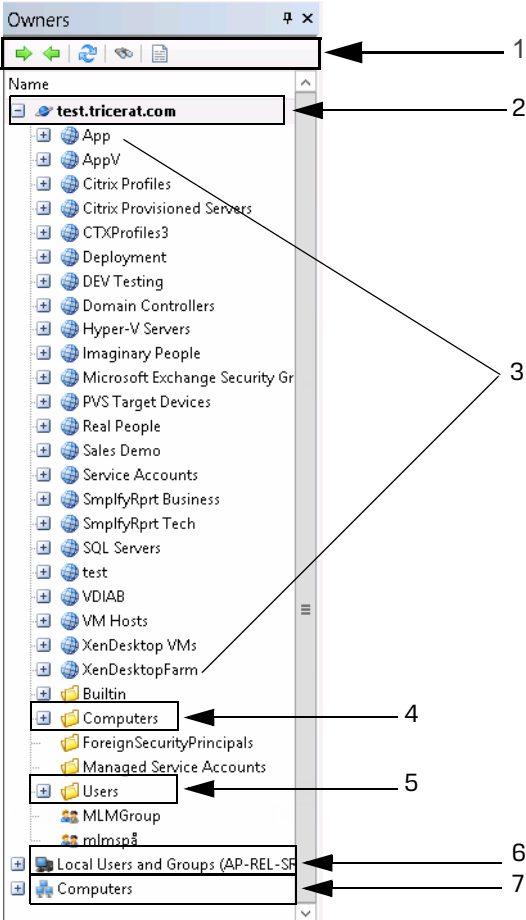 Owners
1
Name
test.tricerat.com
2
App
AppV
Citrix Profiles
Citrix Provisioned Servers
CTXProfiles3
Deployment
DEV Testing
Domain Controllers
Hyper-V Servers
Imaginary People
3
Microsoft Exchange Security Gr
PVS Target Devices
Real People
Sales Demo
Service Accounts
SmplfyRprt Business
SmplfyRprt Tech
SQL Servers
test
VDIAB
VM Hosts
XenDesktop VMs
XenDesktopFarm
Builtin
Computers
4
ForeignSecurityPrincipals
Managed Service Accounts
Users
5
MLMGroup
mlmspå
Local Users and Groups (AP-REL-SR
6
Computers
7